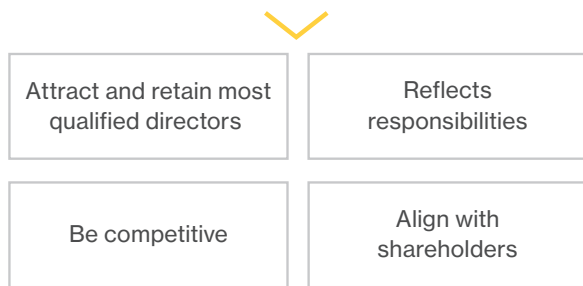 Attract and retain most
qualified directors
Reflects
responsibilities
Be competitive
Align with
shareholders